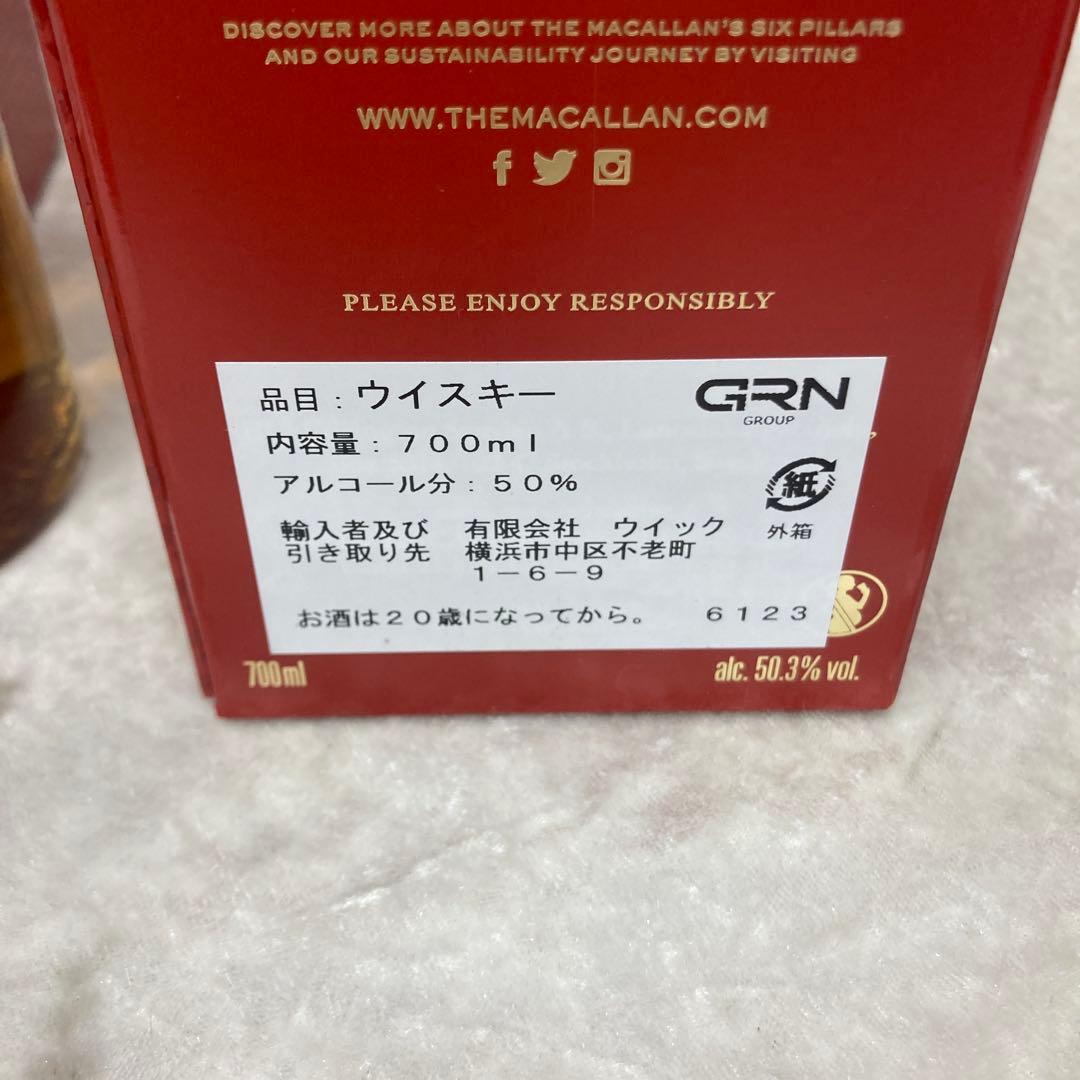 DISCOVER MORE ABOUT THE MACALLAN'S SIX PILLARS
AND OUR SUSTAINABILITY JOURNEY BY VISITING
WWW.THEMACALLAN.COM
PLEASE ENJOY RESPONSIBLY
品目：ウイスキー
GRN
GROUP
内容量：７００ｍｌ
アルコール分：５０％
紙
外箱
輸入者及び　有限会社　ウイック
引き取り先　横浜市中区不老町
１－６－９
お酒は２０歳になってから。　６１２３
700ml
alc. 50.3% vol.